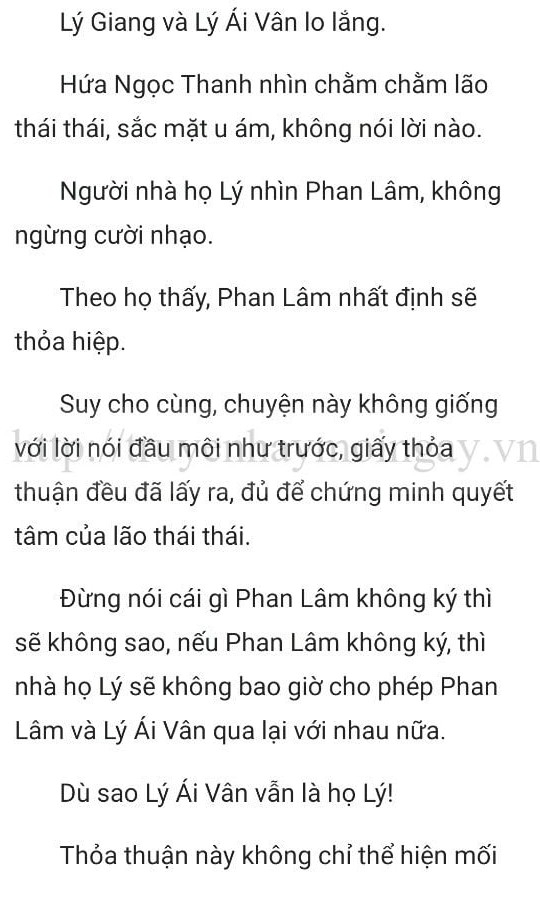 Lý Giang và Lý Ái Vân lo lắng.
Hứa Ngọc Thanh nhìn chằm chằm lão
thái thái, sắc mặt u ám, không nói lời nào.
Người nhà họ Lý nhìn Phan Lâm, không
ngừng cười nhạo.
Theo họ thấy, Phan Lâm nhất định sẽ
thỏa hiệp.
Suy cho cùng, chuyện này không giống
với lời nói đầu môi như trước, giấy thỏa
http://truyenhaymoingay.vn
thuận đều đã lấy ra, đủ để chứng minh quyết
tâm của lão thái thái.
Đừng nói cái gì Phan Lâm không ký thì
sẽ không sao, nếu Phan Lâm không ký, thì
nhà họ Lý sẽ không bao giờ cho phép Phan
Lâm và Lý Ái Vân qua lại với nhau nữa.
Dù sao Lý Ái Vân vẫn là họ Lý!
Thỏa thuận này không chỉ thể hiện mối